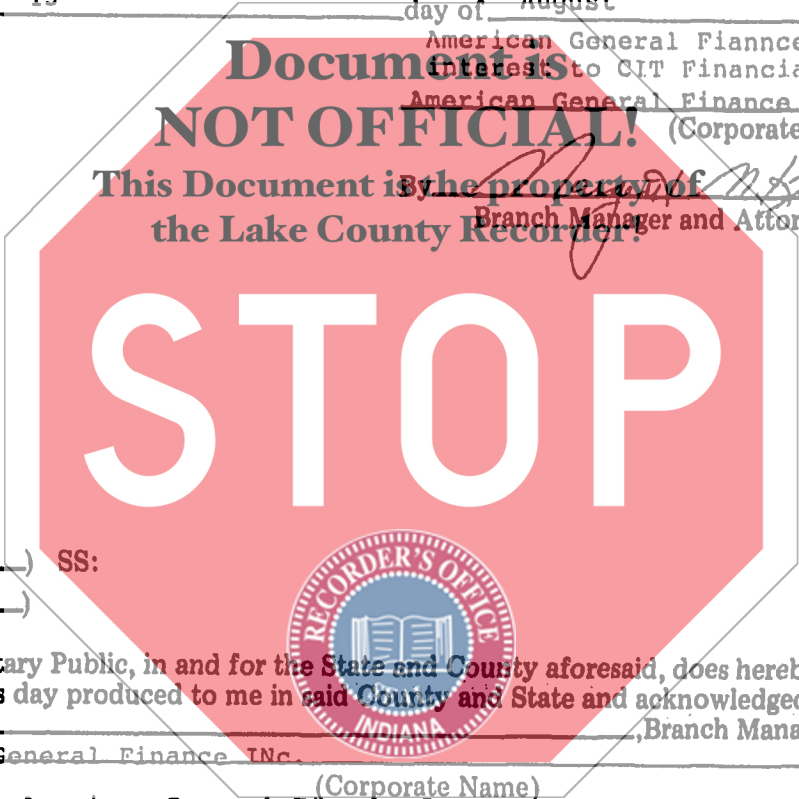 day of August
American General Fiannce
Document is
interest to CIT Financia
American General Finance
NOT OFFICIAL!
(Corporate
This Document is the property of
By
the Lake County Recorder!
Branch Manager and Attor
STOP
) SS:
)
RECORDER'S OFFICE
tary Public, in and for the State and County aforesaid, does hereb
s day produced to me in said County and State and acknowledged
INDIANA
,Branch Mana
General Finance INc.
(Corporate Name)